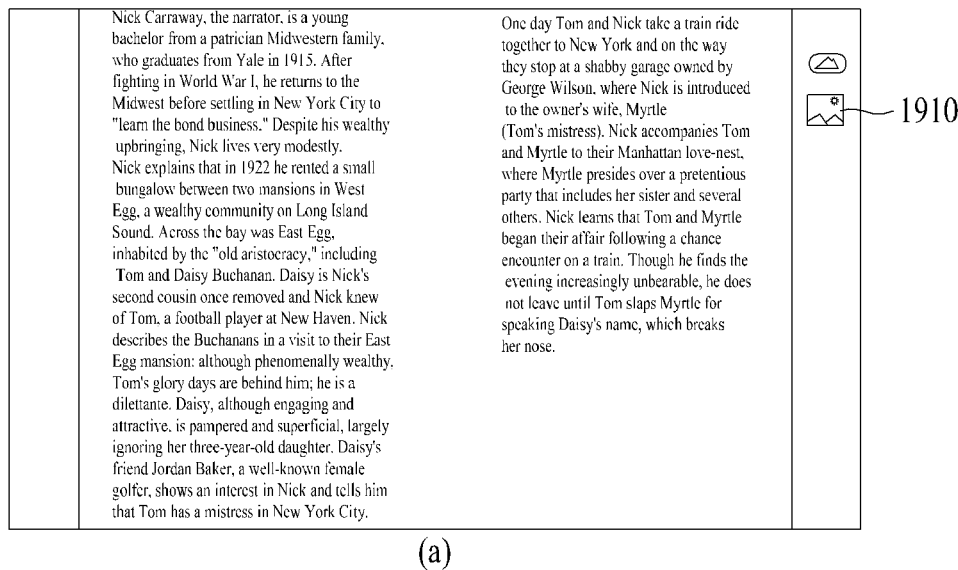 Nick Carraway, the narrator, is a young
bachelor from a patrician Midwestern family,
who graduates from Yale in 1915. After
fighting in World War I, he returns to the
Midwest before settling in New York City to
"learn the bond business." Despite his wealthy
upbringing, Nick lives very modestly.
Nick explains that in 1922 he rented a small
bungalow between two mansions in West
Egg, a wealthy community on Long Island
Sound. Across the bay was East Egg,
inhabited by the "old aristocracy," including
Tom and Daisy Buchanan. Daisy is Nick's
second cousin once removed and Nick knew
of Tom, a football player at New Haven. Nick
describes the Buchanans in a visit to their East
Egg mansion: although phenomenally wealthy,
Tom's glory days are behind him; he is a
dilettante. Daisy, although engaging and
attractive, is pampered and superficial, largely
ignoring her three-year-old daughter. Daisy's
friend Jordan Baker, a well-known female
golfer, shows an interest in Nick and tells him
that Tom has a mistress in New York City.
One day Tom and Nick take a train ride
together to New York and on the way
they stop at a shabby garage owned by
George Wilson, where Nick is introduced
to the owner's wife, Myrtle
(Tom's mistress). Nick accompanies Tom
and Myrtle to their Manhattan love-nest,
where Myrtle presides over a pretentious
party that includes her sister and several
others. Nick learns that Tom and Myrtle
began their affair following a chance
encounter on a train. Though he finds the
evening increasingly unbearable, he does
not leave until Tom slaps Myrtle for
speaking Daisy's name, which breaks
her nose.
1910
(a)